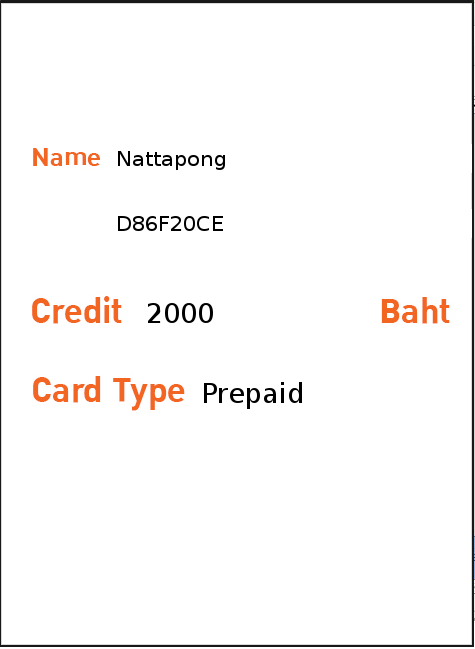 Name Nattapong
D86F20CE
Credit 2000 Baht
Card Type Prepaid